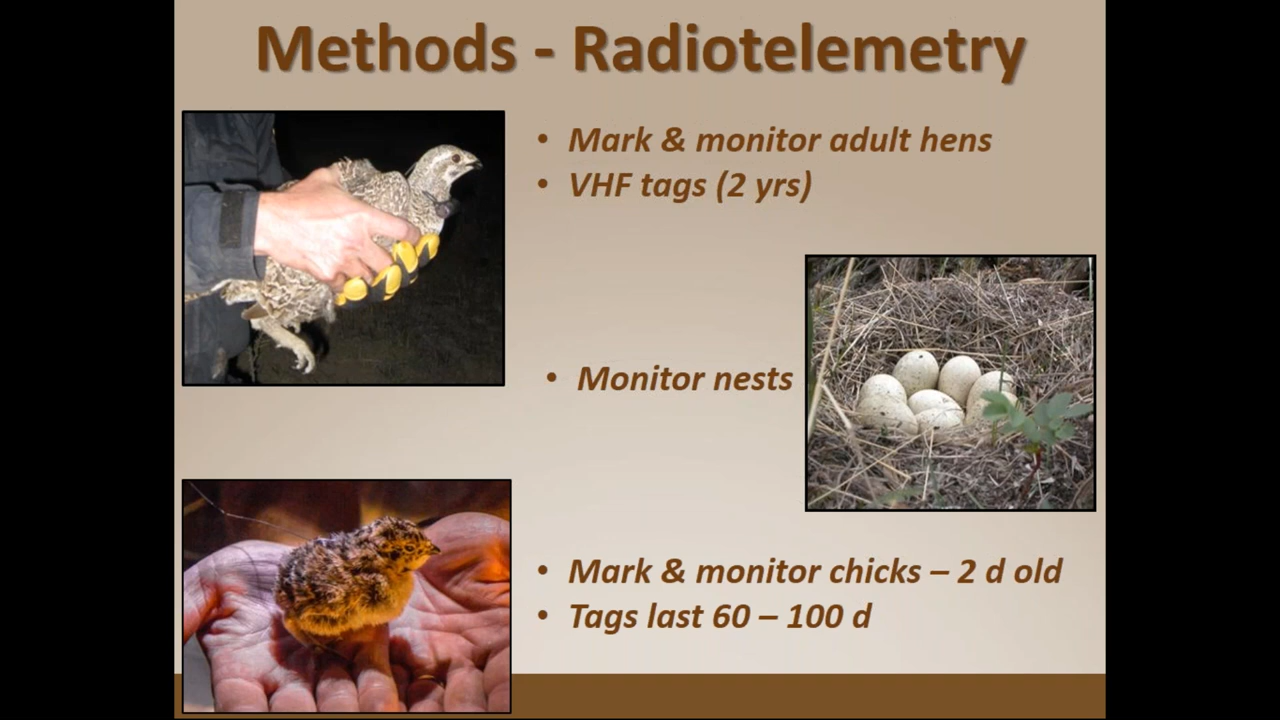 Methods - Radiotelemetry
• Mark & monitor adult hens
• VHF tags (2 yrs)
• Monitor nests
• Mark & monitor chicks – 2 d old
• Tags last 60 – 100 d